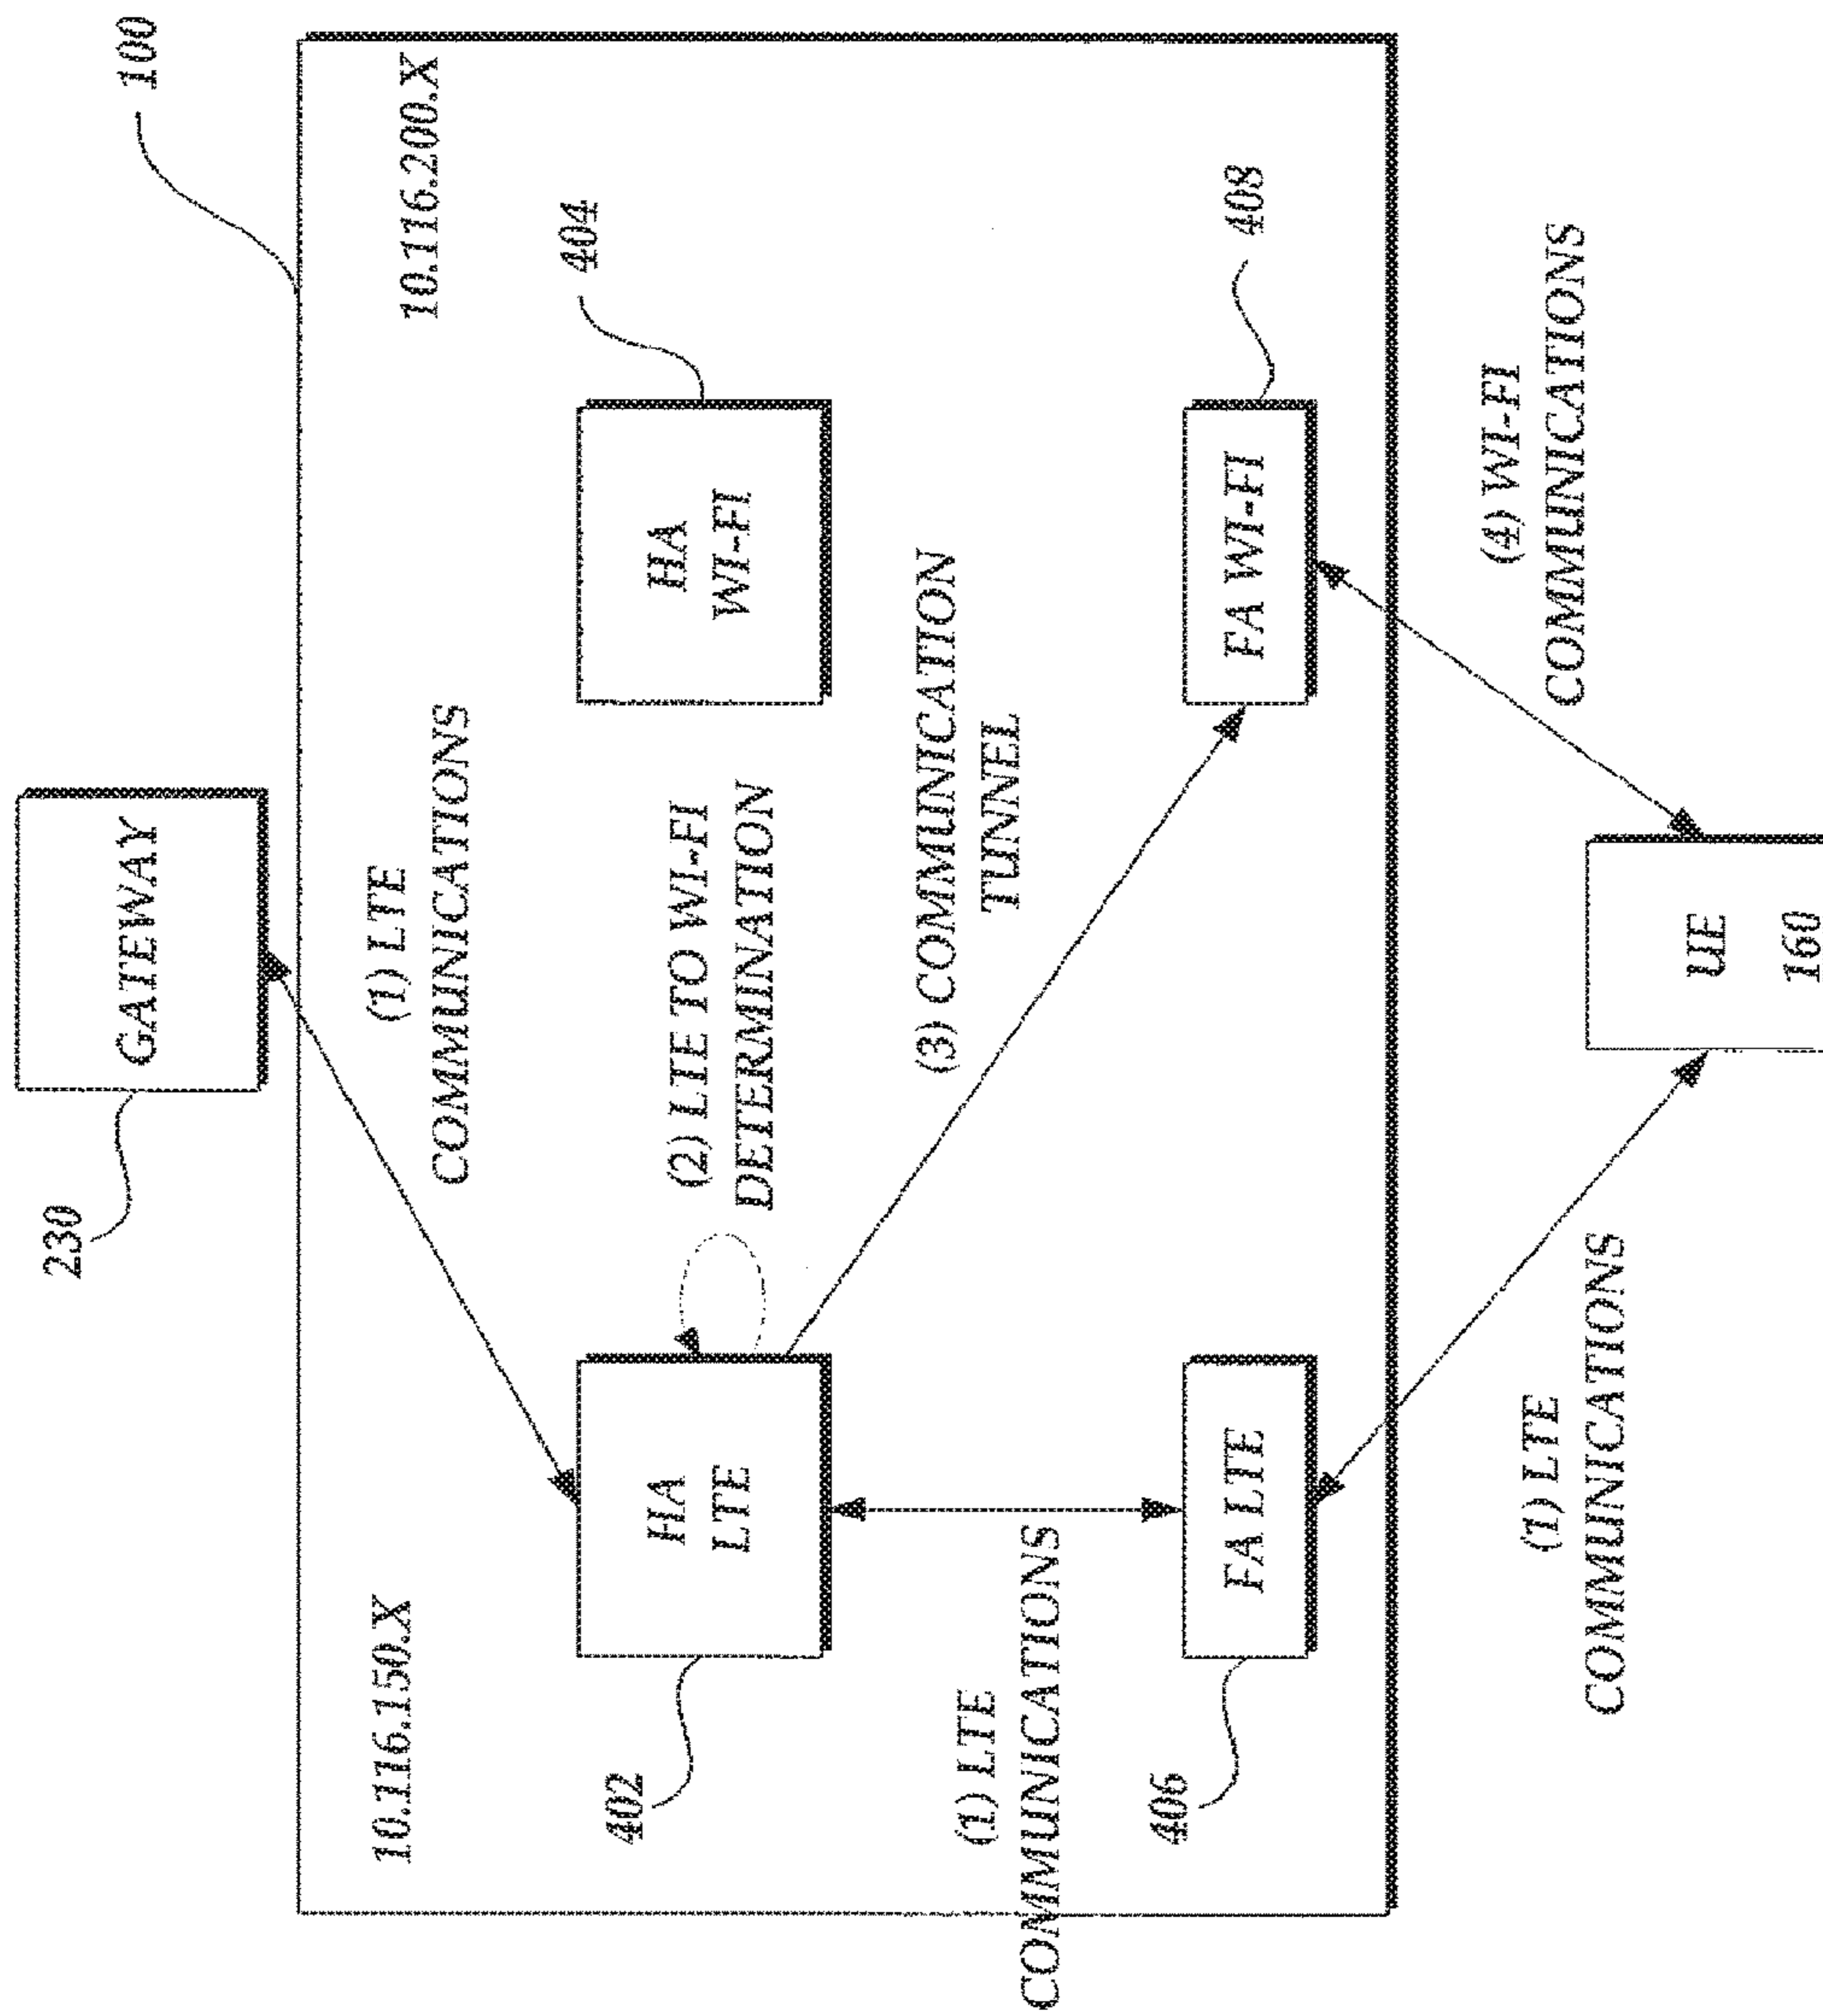 100
230
GATEWAY
10.116.150.X
10.116.200.X
(1) LTE
COMMUNICATIONS
402
HA
LTE
(2) LTE TO WI-FI
DETERMINATION
HA
WI-FI
404
(1) LTE
COMMUNICATIONS
(3) COMMUNICATION
TUNNEL
406
FA LTE
FA WI-FI
408
(1) LTE
COMMUNICATIONS
UE
160
(4) WI-FI
COMMUNICATIONS